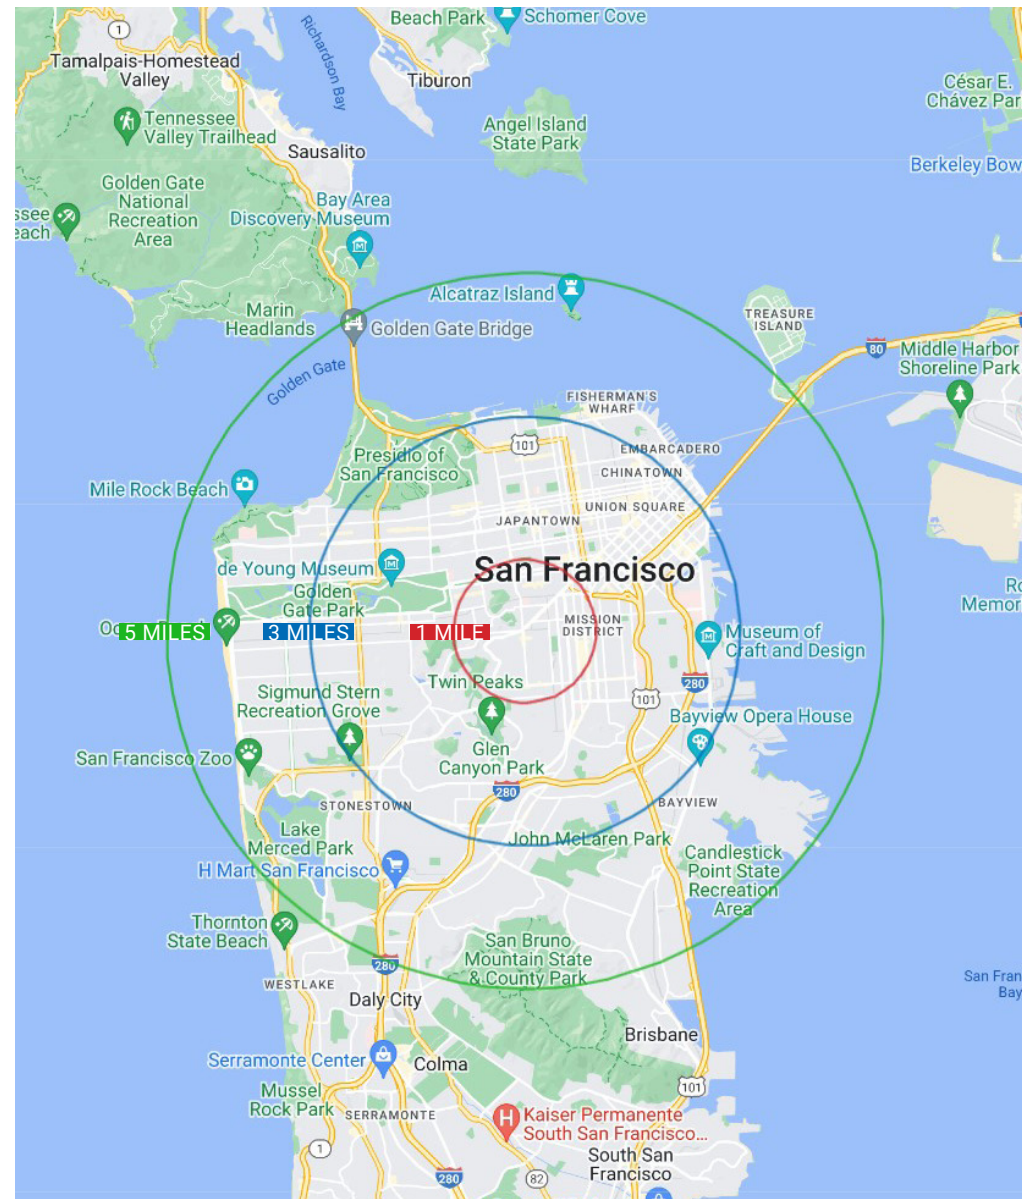 Beach Park
Schomer Cove
1
Richardson Bay
Tamalpais-Homestead
Valley
Tiburon
César E.
Chávez Par
Tennessee
Valley Trailhead
Angel Island
State Park
Sausalito
Berkeley Bow
Golden Gate
National
Recreation
Area
Bay Area
Discovery Museum
M
ssee
each
Alcatraz Island
Marin
Headlands
Golden Gate Bridge
TREASURE
ISLAND
80
Middle Harbor
Shoreline Park
Golden Gate
FISHERMAN'S
WHARF
101
EMBARCADERO
Presidio of
San Francisco
CHINATOWN
Mile Rock Beach
UNION SQUARE
JAPANTOWN
de Young Museum
M
San Francisco
Golden
Gate Park
Memor
MISSION
DISTRICT
5 MILES
3 MILES
1 MILE
M
Museum of
Craft and Design
Twin Peaks
280
Sigmund Stern
Recreation Grove
101
Bayview Opera House
Glen
Canyon Park
San Francisco Zoo
280
STONESTOWN
BAYVIEW
Lake
Merced Park
John McLaren Park
H Mart San Francisco
Candlestick
Point State
Recreation
Area
Thornton
State Beach
San Bruno
Mountain State
& County Park
280
WESTLAKE
San Fran
Bay
Daly City
Brisbane
Serramonte Center
Colma
101
Mussel
Rock Park
SERRAMONTE
H
Kaiser Permanente
South San Francisco...
1
South San
Francisco
280
82